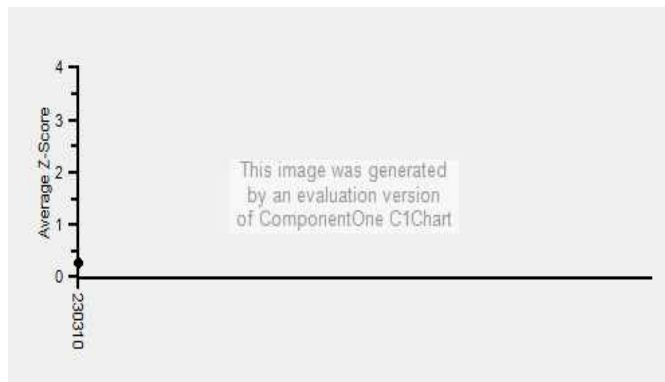 4
3
2
1
0
Average Z-Score
This image was generated
by an evaluation version
of ComponentOne C1Chart
230310